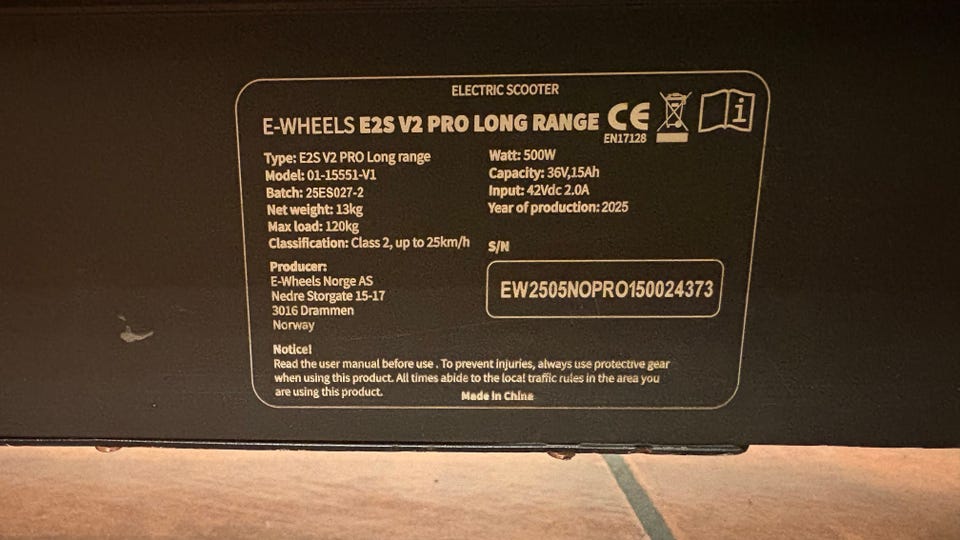 ELECTRIC SCOOTER
E-WHEELS E2S V2 PRO LONG RANGE CE
EN17128
i
Type: E2S V2 PRO Long range
Model: 01-15551-V1
Batch: 25ES027-2
Net weight: 13kg
Max load: 120kg
Classification: Class 2, up to 25km/h
Watt: 500W
Capacity: 36V,15Ah
Input: 42Vdc 2.0A
Year of production: 2025
S/N
EW2505NOPRO150024373
Producer:
E-Wheels Norge AS
Nedre Storgate 15-17
3016 Drammen
Norway
Notice!
Read the user manual before use . To prevent injuries, always use protective gear
when using this product. All times abide to the local traffic rules in the area you
are using this product.
Made in China